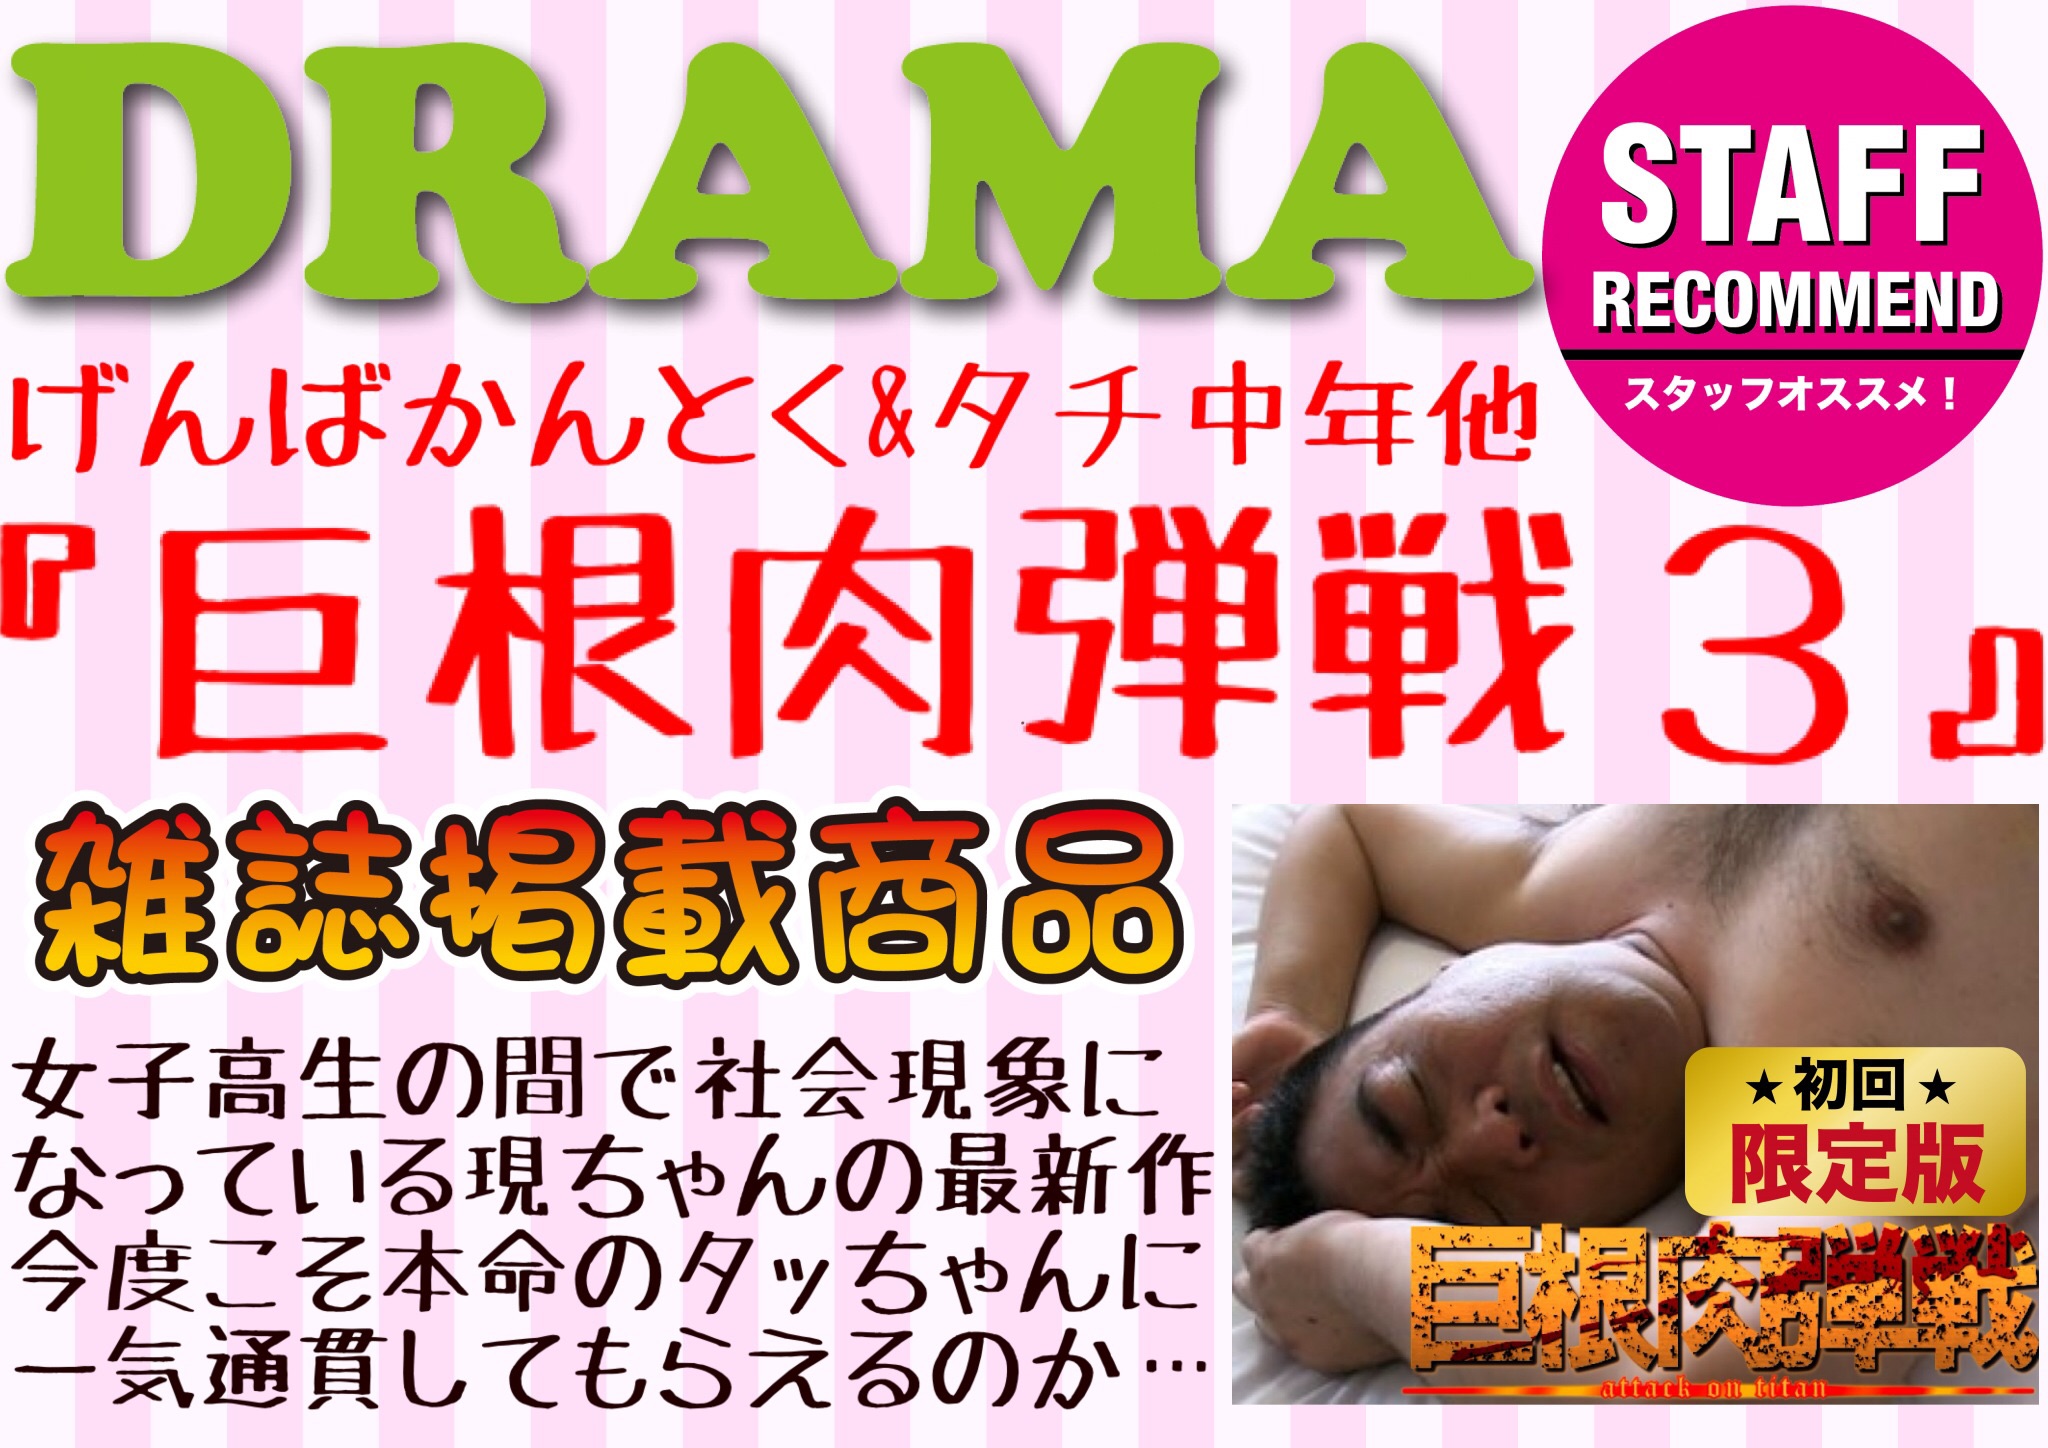 DRAMA
STAFF
RECOMMEND
スタッフオススメ！
げんばかんとく&タチ中年他
『巨根肉弾戦３』
雑誌掲載商品
女子高生の間で社会現象に
なっている現ちゃんの最新作
今度こそ本命のタッちゃんに
一気通貫してもらえるのか…
★初回★
限定版
巨根肉弾戦
attack on titan